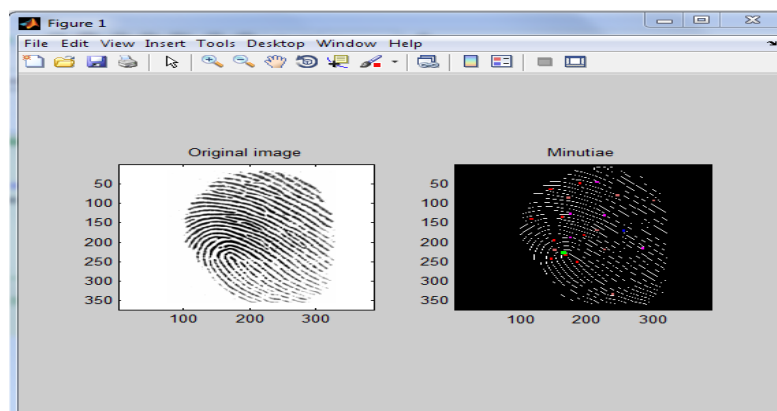 Figure 1
File Edit View Insert Tools Desktop Window Help
Original image
50
100
150
200
250
300
350
100 200 300
Minutiae
50
100
150
200
250
300
350
100 200 300